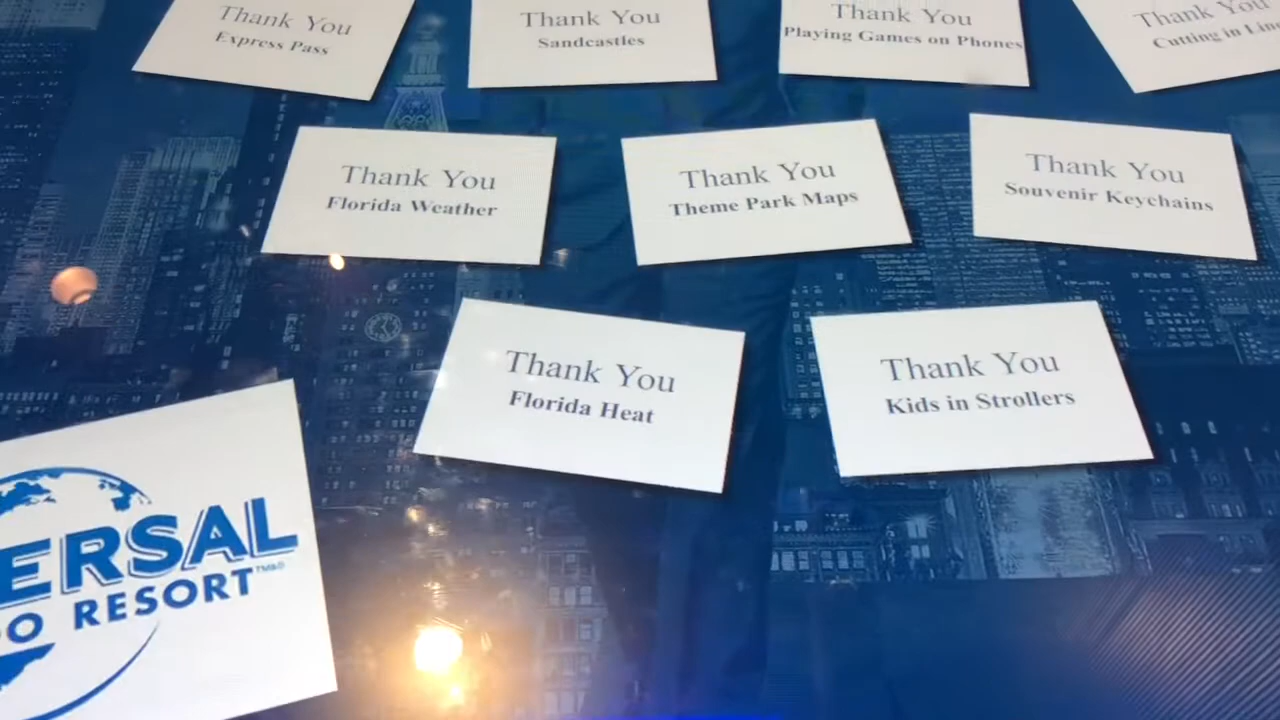 Thank You
Express Pass
Thank You
Sandcastles
Thank You
Playing Games on Phones
Thank You
Cutting in Line
Thank You
Florida Weather
Thank You
Theme Park Maps
Thank You
Souvenir Keychains
Thank You
Florida Heat
Thank You
Kids in Strollers
ERSAL
DO RESORT™&®